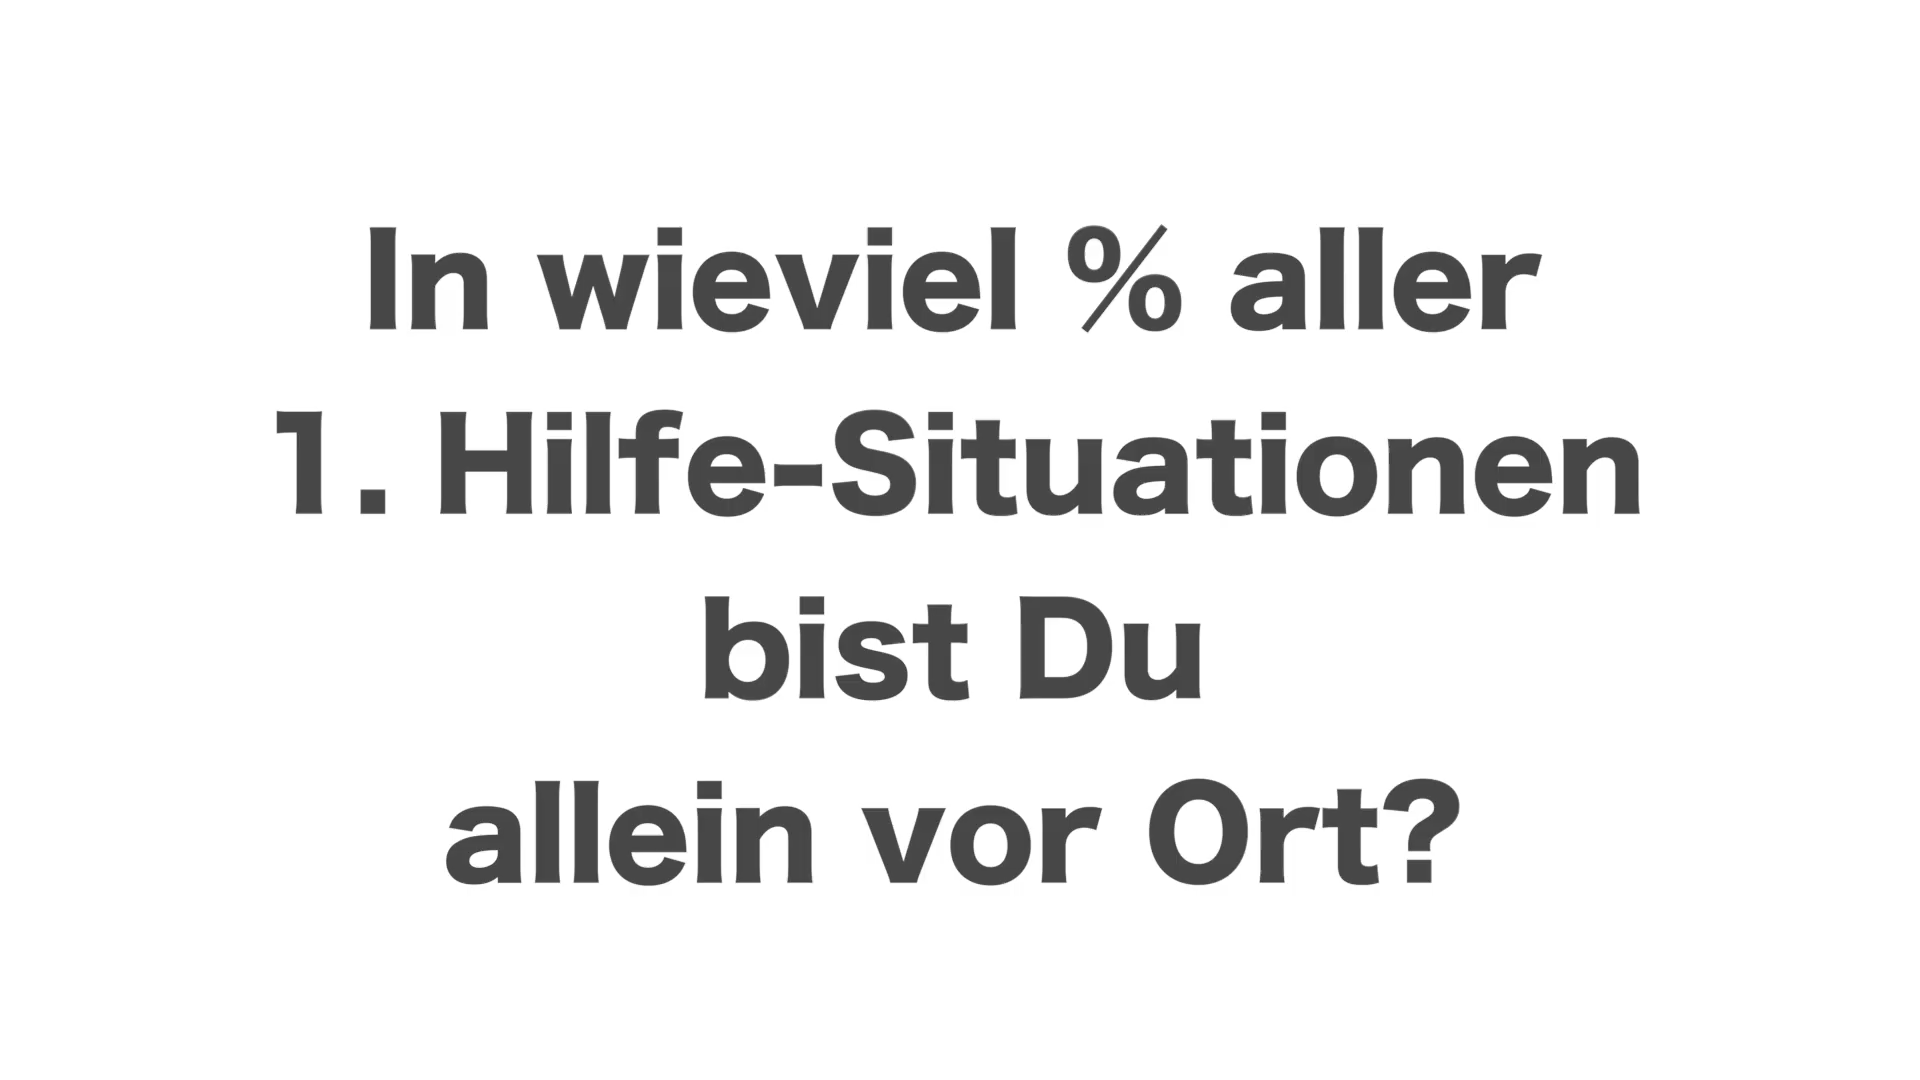 In wieviel % aller
1. Hilfe-Situationen
bist Du
allein vor Ort?